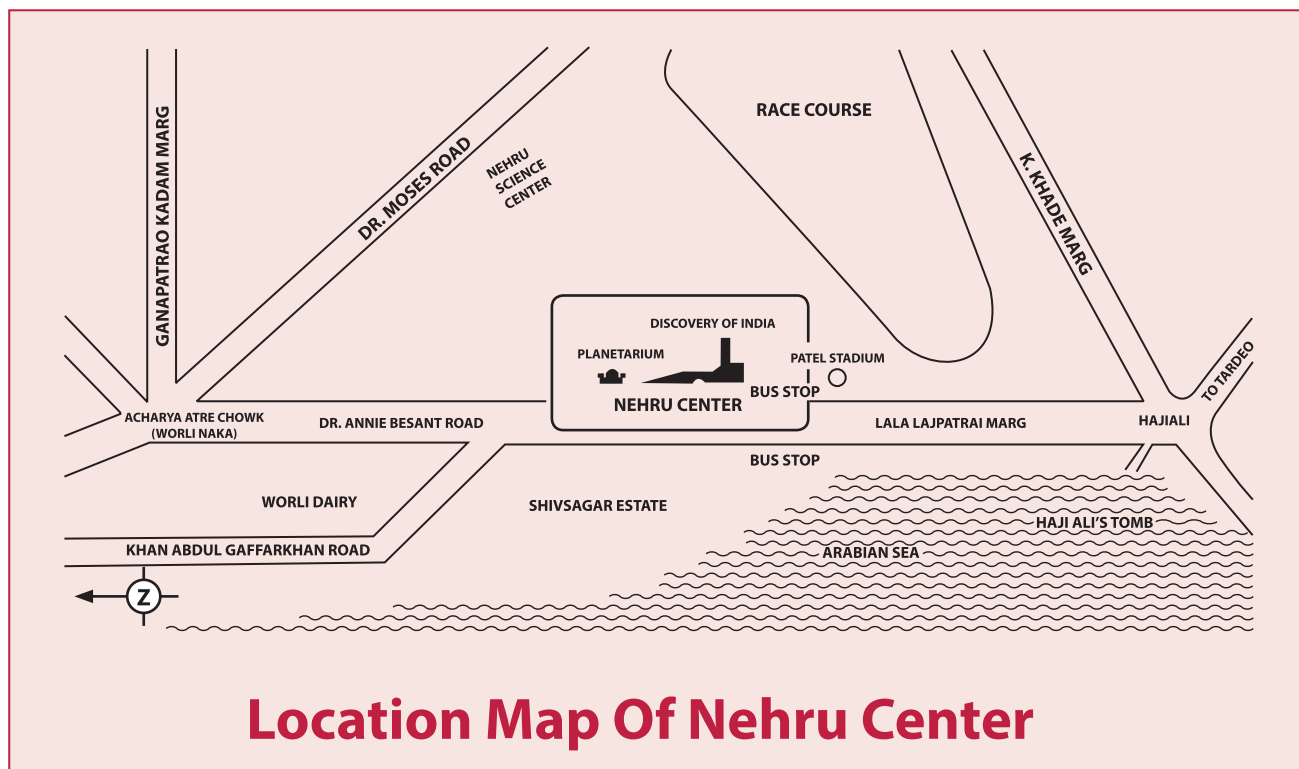 RACE COURSE
GANAPATRAO KADAM MARG
DR. MOSES ROAD
NEHRU
SCIENCE
CENTER
K. KHADE MARG
DISCOVERY OF INDIA
PLANETARIUM
PATEL STADIUM
BUS STOP
NEHRU CENTER
TO TARDEO
ACHARYA ATRE CHOWK
(WORLI NAKA)
DR. ANNIE BESANT ROAD
LALA LAJPATRAI MARG
HAJIALI
BUS STOP
WORLI DAIRY
SHIVSAGAR ESTATE
HAJI ALI'S TOMB
KHAN ABDUL GAFFARKHAN ROAD
ARABIAN SEA
Z
Location Map Of Nehru Center